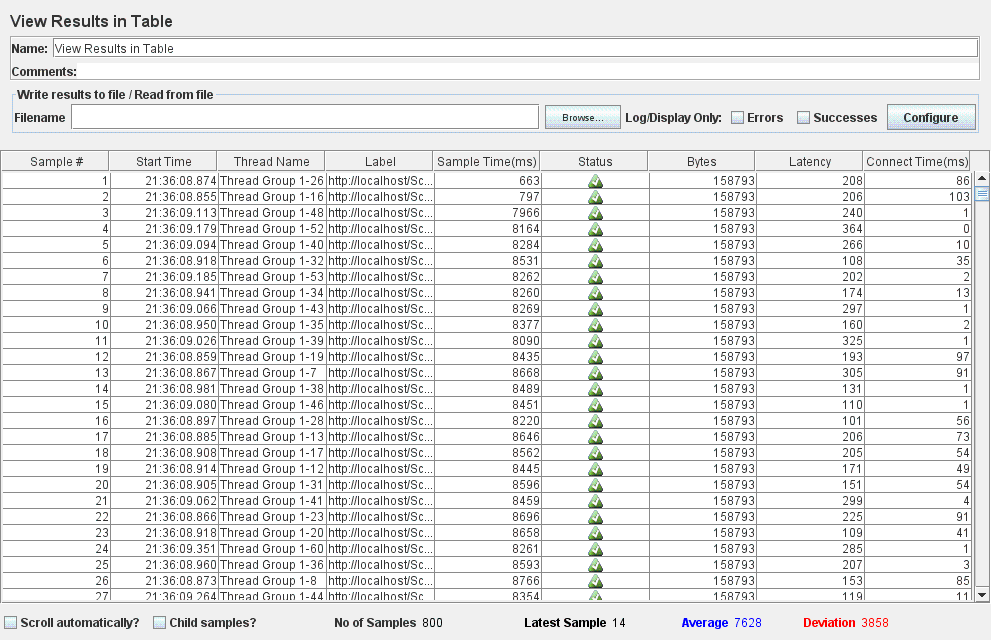 View Results in Table
Name: View Results in Table
Comments:
Write results to file / Read from file
Filename Browse... Log/Display Only: Errors Successes Configure
Sample # Start Time Thread Name Label Sample Time(ms) Status Bytes Latency Connect Time(ms)
1 21:36:08.874 Thread Group 1-26 http://localhost/Sc... 663 158793 208 86
2 21:36:08.855 Thread Group 1-16 http://localhost/Sc... 797 158793 206 103
3 21:36:09.113 Thread Group 1-48 http://localhost/Sc... 7966 158793 240 1
4 21:36:09.179 Thread Group 1-52 http://localhost/Sc... 8164 158793 364 0
5 21:36:09.094 Thread Group 1-40 http://localhost/Sc... 8284 158793 266 10
6 21:36:08.918 Thread Group 1-32 http://localhost/Sc... 8531 158793 108 35
7 21:36:09.185 Thread Group 1-53 http://localhost/Sc... 8262 158793 202 2
8 21:36:08.941 Thread Group 1-34 http://localhost/Sc... 8260 158793 174 13
9 21:36:09.066 Thread Group 1-43 http://localhost/Sc... 8269 158793 297 1
10 21:36:08.950 Thread Group 1-35 http://localhost/Sc... 8377 158793 160 2
11 21:36:09.026 Thread Group 1-39 http://localhost/Sc... 8090 158793 325 1
12 21:36:08.859 Thread Group 1-19 http://localhost/Sc... 8435 158793 193 97
13 21:36:08.867 Thread Group 1-7 http://localhost/Sc... 8668 158793 305 91
14 21:36:08.981 Thread Group 1-38 http://localhost/Sc... 8489 158793 131 1
15 21:36:09.080 Thread Group 1-46 http://localhost/Sc... 8451 158793 110 1
16 21:36:08.897 Thread Group 1-28 http://localhost/Sc... 8220 158793 101 56
17 21:36:08.885 Thread Group 1-13 http://localhost/Sc... 8646 158793 206 73
18 21:36:08.908 Thread Group 1-17 http://localhost/Sc... 8562 158793 205 54
19 21:36:08.914 Thread Group 1-12 http://localhost/Sc... 8445 158793 171 49
20 21:36:08.905 Thread Group 1-31 http://localhost/Sc... 8596 158793 151 54
21 21:36:09.062 Thread Group 1-41 http://localhost/Sc... 8459 158793 299 4
22 21:36:08.866 Thread Group 1-23 http://localhost/Sc... 8696 158793 225 91
23 21:36:08.918 Thread Group 1-20 http://localhost/Sc... 8658 158793 109 41
24 21:36:09.351 Thread Group 1-60 http://localhost/Sc... 8261 158793 285 1
25 21:36:08.960 Thread Group 1-36 http://localhost/Sc... 8593 158793 207 3
26 21:36:08.873 Thread Group 1-8 http://localhost/Sc... 8766 158793 153 85
27 21:36:09.264 Thread Group 1-44 http://localhost/Sc... 8354 158793 119 11
Scroll automatically? Child samples? No of Samples 800 Latest Sample 14 Average 7628 Deviation 3858